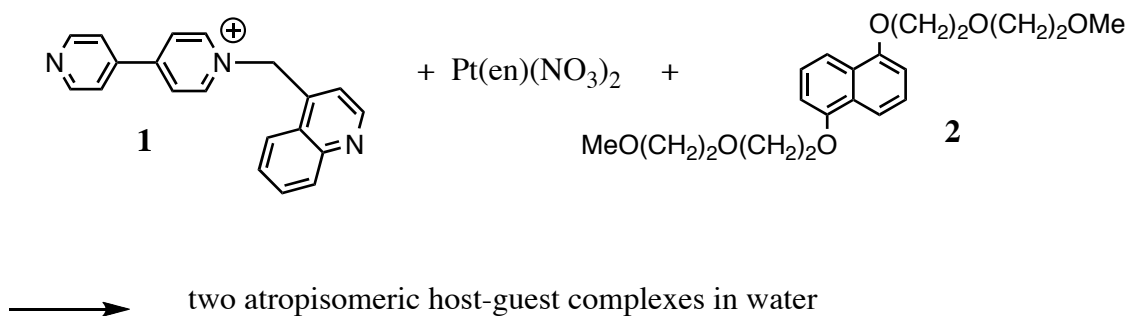 O(CH2)2O(CH2)2OMe
N
⊕
N
+ Pt(en)(NO3)2 +
1
N
2
MeO(CH2)2O(CH2)2O
two atropisomeric host-guest complexes in water